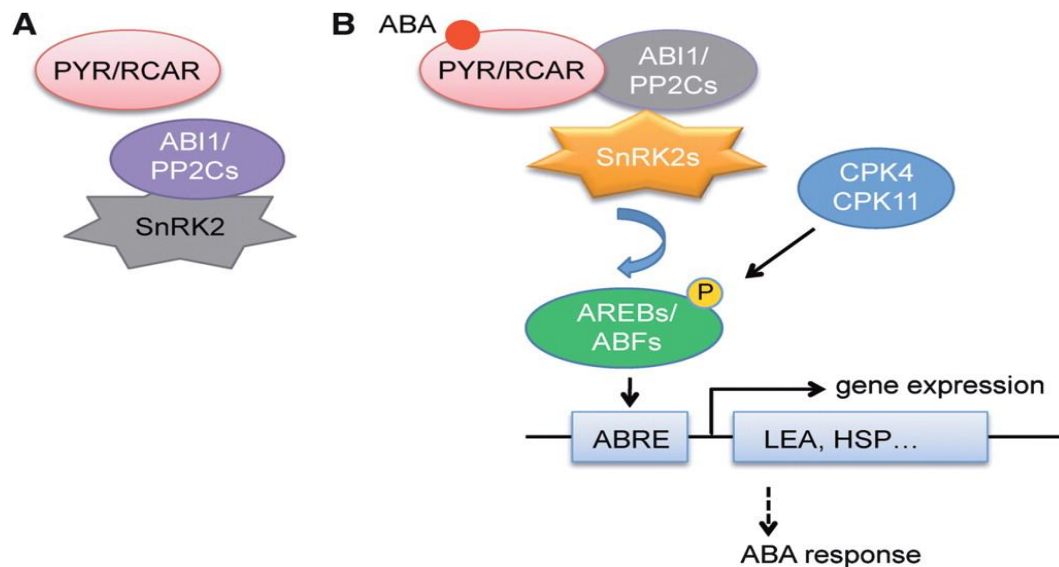 A
PYR/RCAR
ABI1/
PP2Cs
SnRK2
B
ABA
PYR/RCAR
ABI1/
PP2Cs
SnRK2s
CPK4
CPK11
P
AREBs/
ABFs
gene expression
ABRE
LEA, HSP...
ABA response